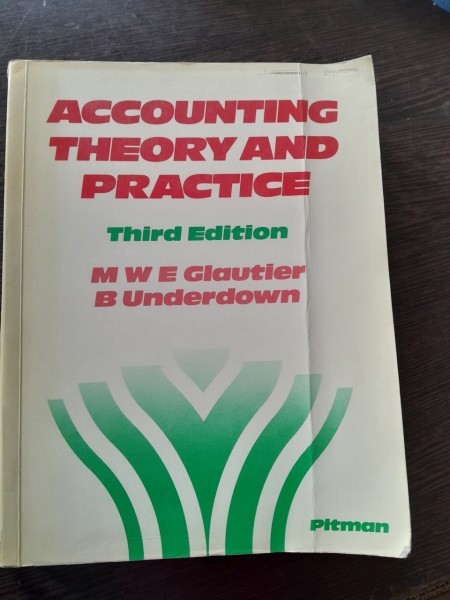 ACCOUNTING
THEORY AND
PRACTICE
Third Edition
M W E Glautier
B Underdown
Pitman